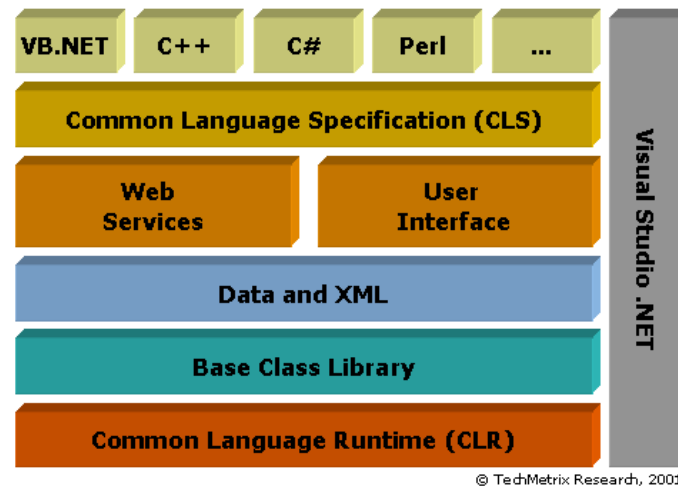 VB.NET C++ C# Perl ...
Common Language Specification (CLS)
Web
Services
User
Interface
Data and XML
Base Class Library
Common Language Runtime (CLR)
Visual Studio .NET
© TechMetrix Research, 2001